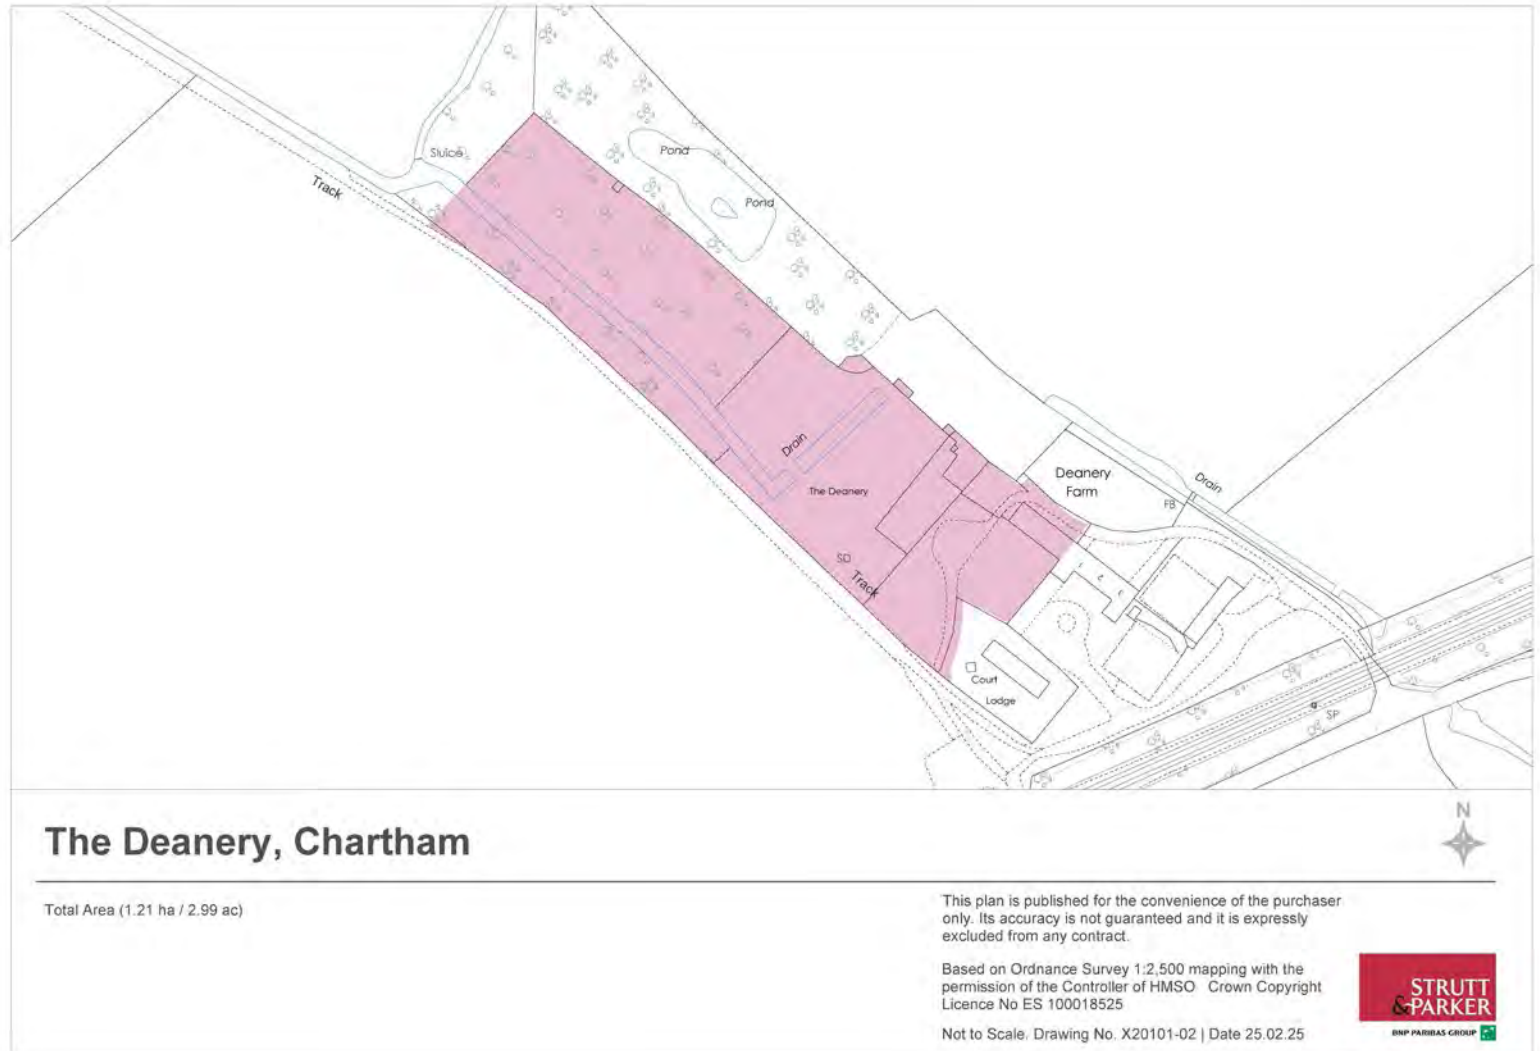 Sluice
Track
Pond
Pond
Drain
The Deanery
Deanery
Farm
FB
Drain
SD
Track
Court
Lodge
SP
N
The Deanery, Chartham
Total Area (1.21 ha / 2.99 ac)
This plan is published for the convenience of the purchaser
only. Its accuracy is not guaranteed and it is expressly
excluded from any contract.
Based on Ordnance Survey 1:2,500 mapping with the
permission of the Controller of HMSO Crown Copyright
Licence No ES 100018525
Not to Scale. Drawing No. X20101-02 | Date 25.02.25
STRUTT
&PARKER
BNP PARIBAS GROUP